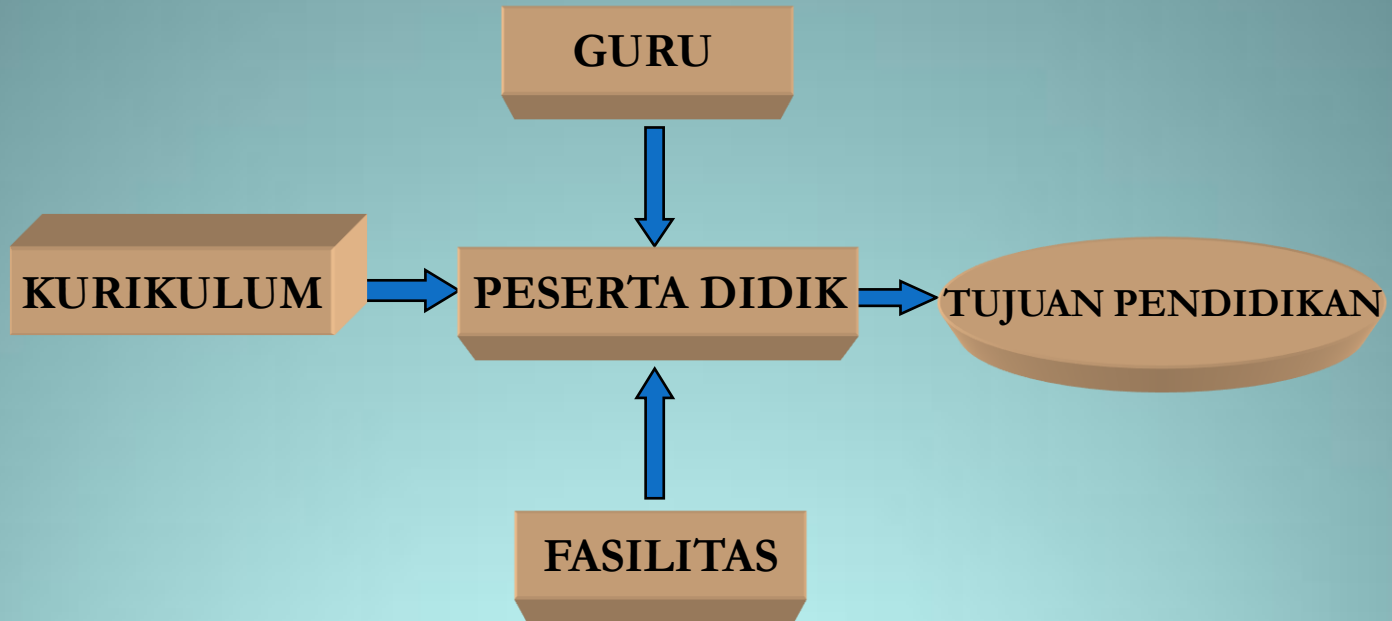 GURU
KURIKULUM
PESERTA DIDIK
TUJUAN PENDIDIKAN
FASILITAS